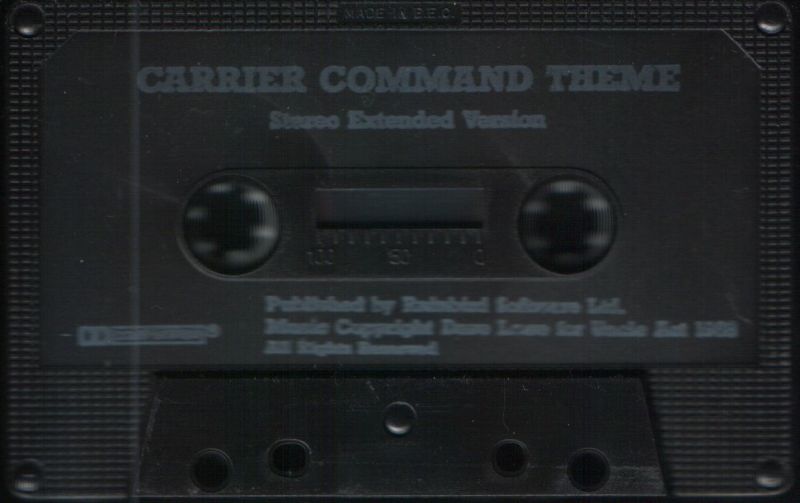 MADE IN E.E.C.
CARRIER COMMAND THEME
Stereo Extended Version
100 50 0
Published by Rainbird Software Ltd.
Music Copyright Dave Lowe for Uncle Art 1988
All Rights Reserved